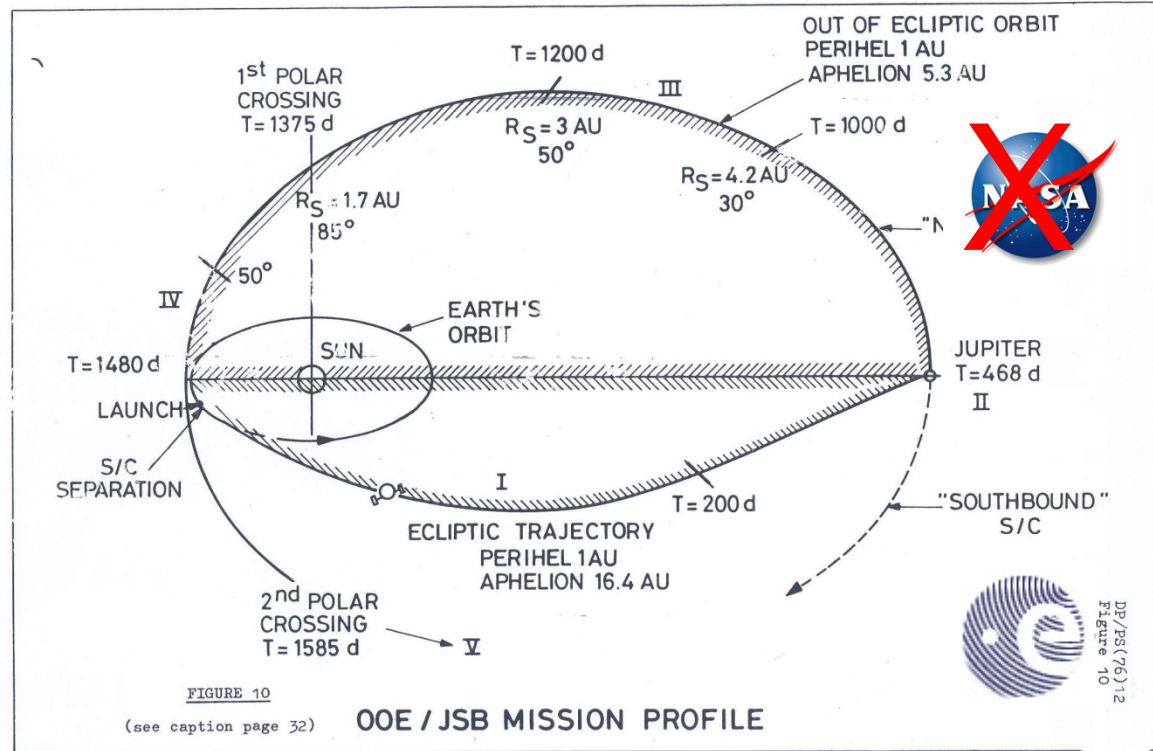 OUT OF ECLIPTIC ORBIT
PERIHEL 1 AU
APHELION 5.3 AU
T = 1200 d
III
1st POLAR
CROSSING
T = 1375 d
RS = 3 AU
50°
T = 1000 d
RS = 4.2 AU
30°
NASA
RS = 1.7 AU
85°
"N
50°
IV
EARTH'S
ORBIT
SUN
T = 1480 d
JUPITER
T = 468 d
II
LAUNCH
S/C
SEPARATION
I
T = 200 d
"SOUTHBOUND"
S/C
ECLIPTIC TRAJECTORY
PERIHEL 1 AU
APHELION 16.4 AU
2nd POLAR
CROSSING
T = 1585 d
V
e
DP/PS(76)12
Figure 10
FIGURE 10
(see caption page 32)
OOE / JSB MISSION PROFILE